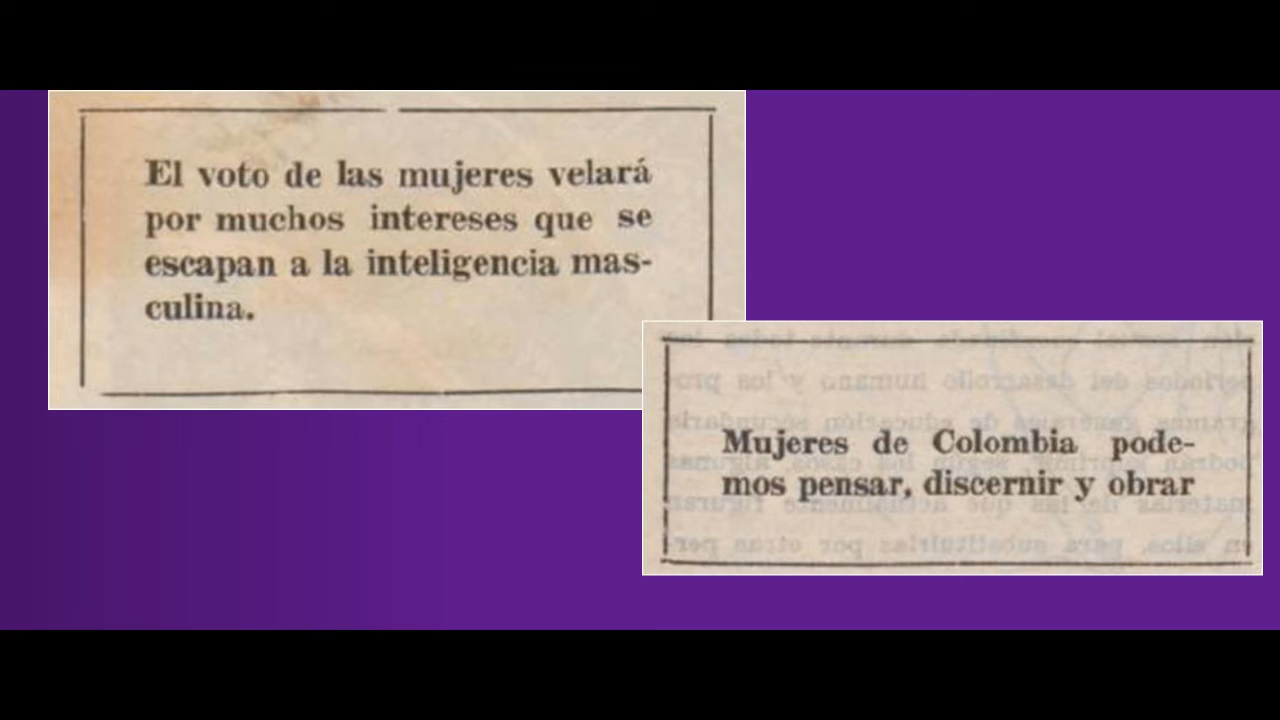 El voto de las mujeres velará
por muchos intereses que se
escapan a la inteligencia mas-
culina.
Mujeres de Colombia pode-
mos pensar, discernir y obrar